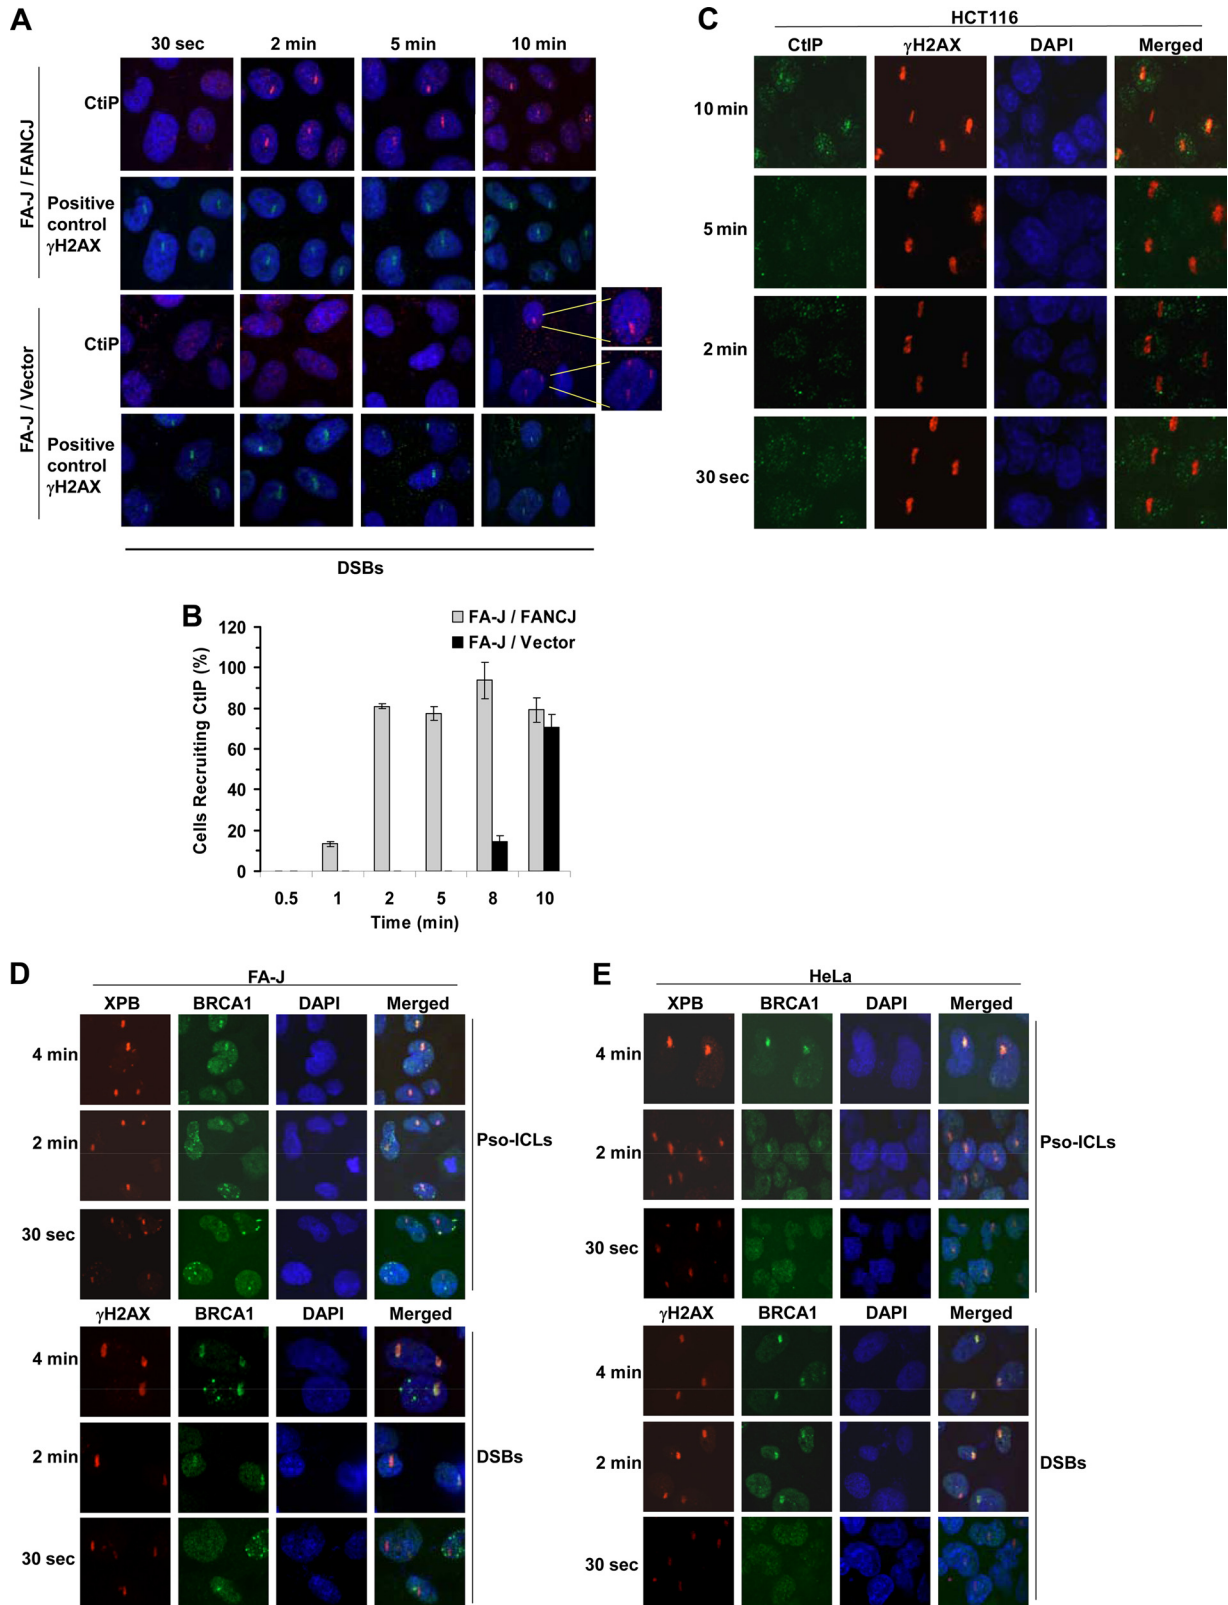 A
30 sec 2 min 5 min 10 min
FA-J / FANCJ
CtiP
Positive control γH2AX
FA-J / Vector
CtiP
Positive control γH2AX
DSBs
B
FA-J / FANCJ
FA-J / Vector
Cells Recruiting CtIP (%)
120
100
80
60
40
20
0
0.5 1 2 5 8 10
Time (min)
C
HCT116
CtIP γH2AX DAPI Merged
10 min
5 min
2 min
30 sec
D
FA-J
XPB BRCA1 DAPI Merged
4 min
2 min
30 sec
Pso-ICLs
γH2AX BRCA1 DAPI Merged
4 min
2 min
30 sec
DSBs
E
HeLa
XPB BRCA1 DAPI Merged
4 min
2 min
30 sec
Pso-ICLs
γH2AX BRCA1 DAPI Merged
4 min
2 min
30 sec
DSBs